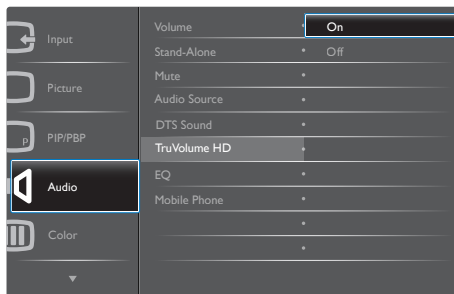 Input
Picture
P
PIP/PBP
Audio
Color
Volume
Stand-Alone
Mute
Audio Source
DTS Sound
TruVolume HD
EQ
Mobile Phone
On
Off